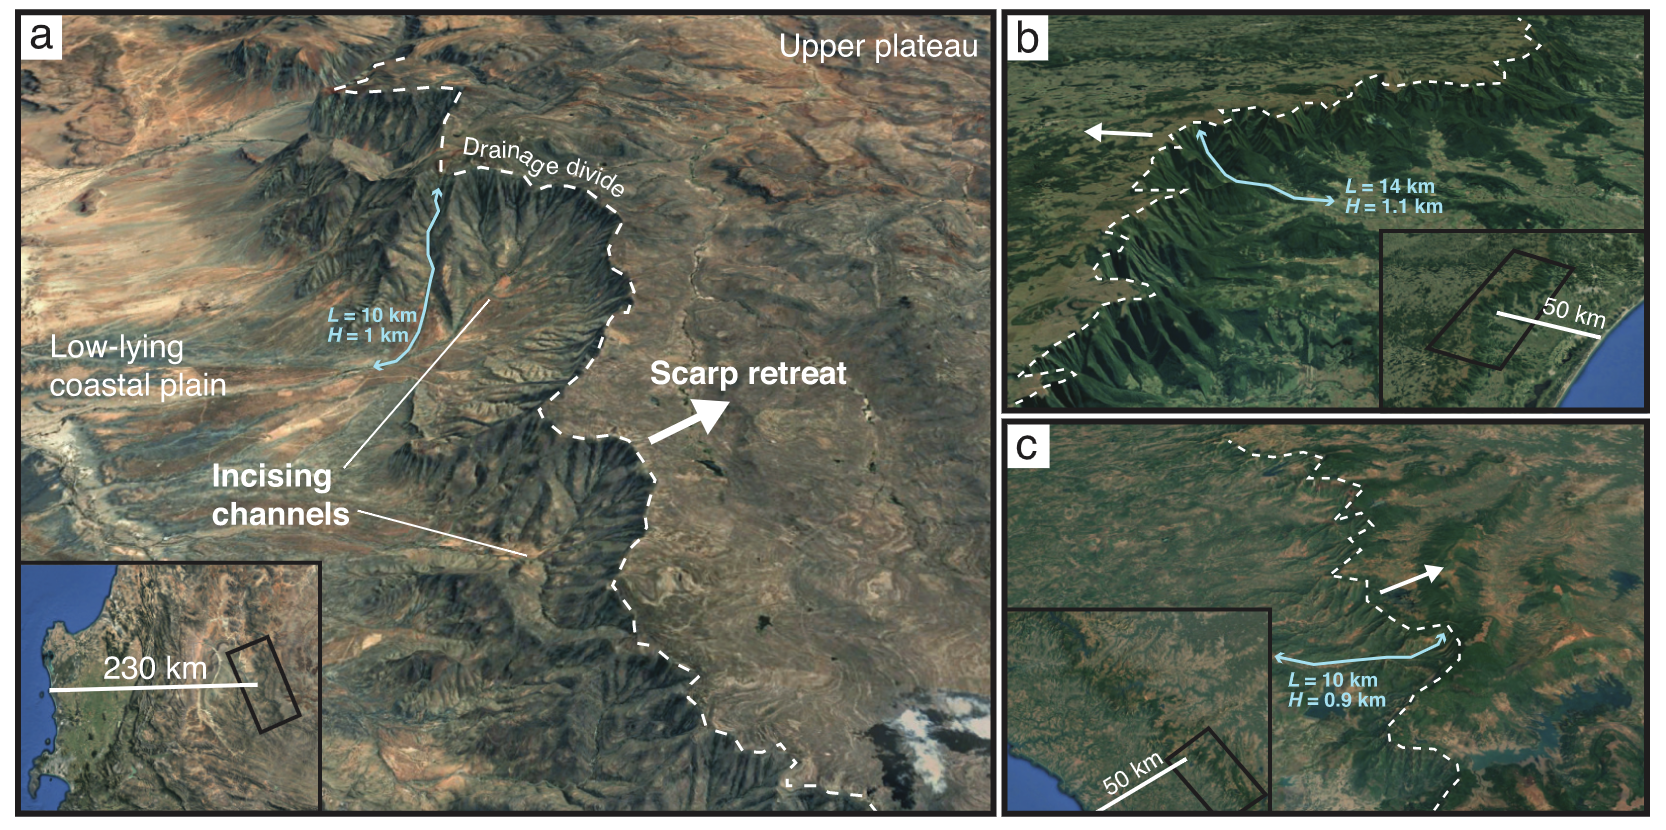 a
Upper plateau
Drainage divide
L = 10 km
H = 1 km
Low-lying
coastal plain
Scarp retreat
Incising
channels
230 km
b
L = 14 km
H = 1.1 km
50 km
c
L = 10 km
H = 0.9 km
50 km